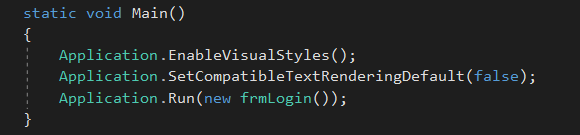 static void Main()
{
    Application.EnableVisualStyles();
    Application.SetCompatibleTextRenderingDefault(false);
    Application.Run(new frmLogin());
}